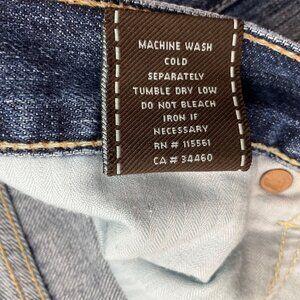 MACHINE WASH
COLD
SEPARATELY
TUMBLE DRY LOW
DO NOT BLEACH
IRON IF
NECESSARY
RN # 115561
CA # 34460